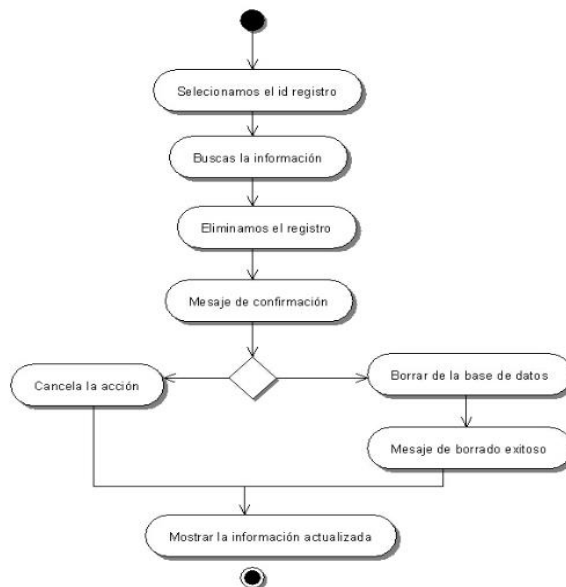 Selecionamos el id registro
Buscas la información
Eliminamos el registro
Mesaje de confirmación
Cancela la acción
Borrar de la base de datos
Mesaje de borrado exitoso
Mostrar la información actualizada